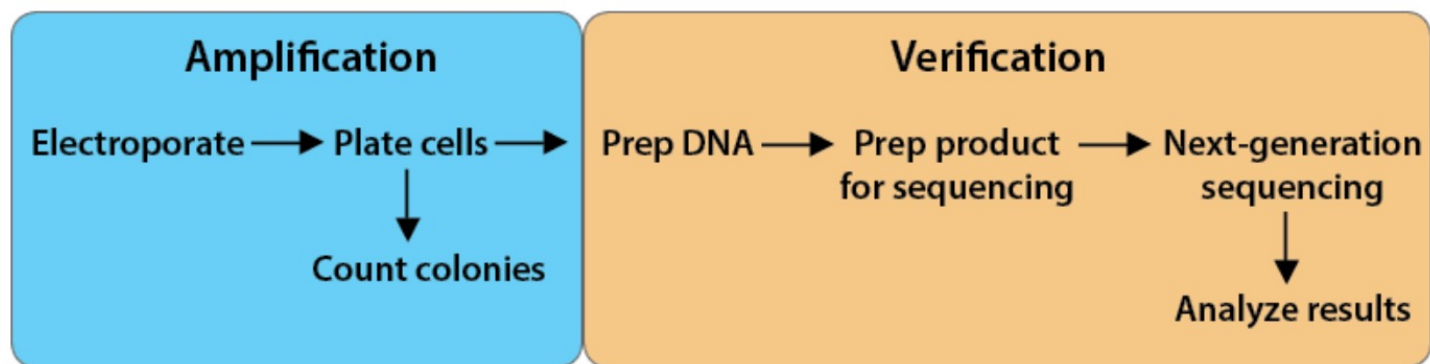 Amplification
Electroporate
Plate cells
Count colonies
Verification
Prep DNA
Prep product
for sequencing
Next-generation
sequencing
Analyze results